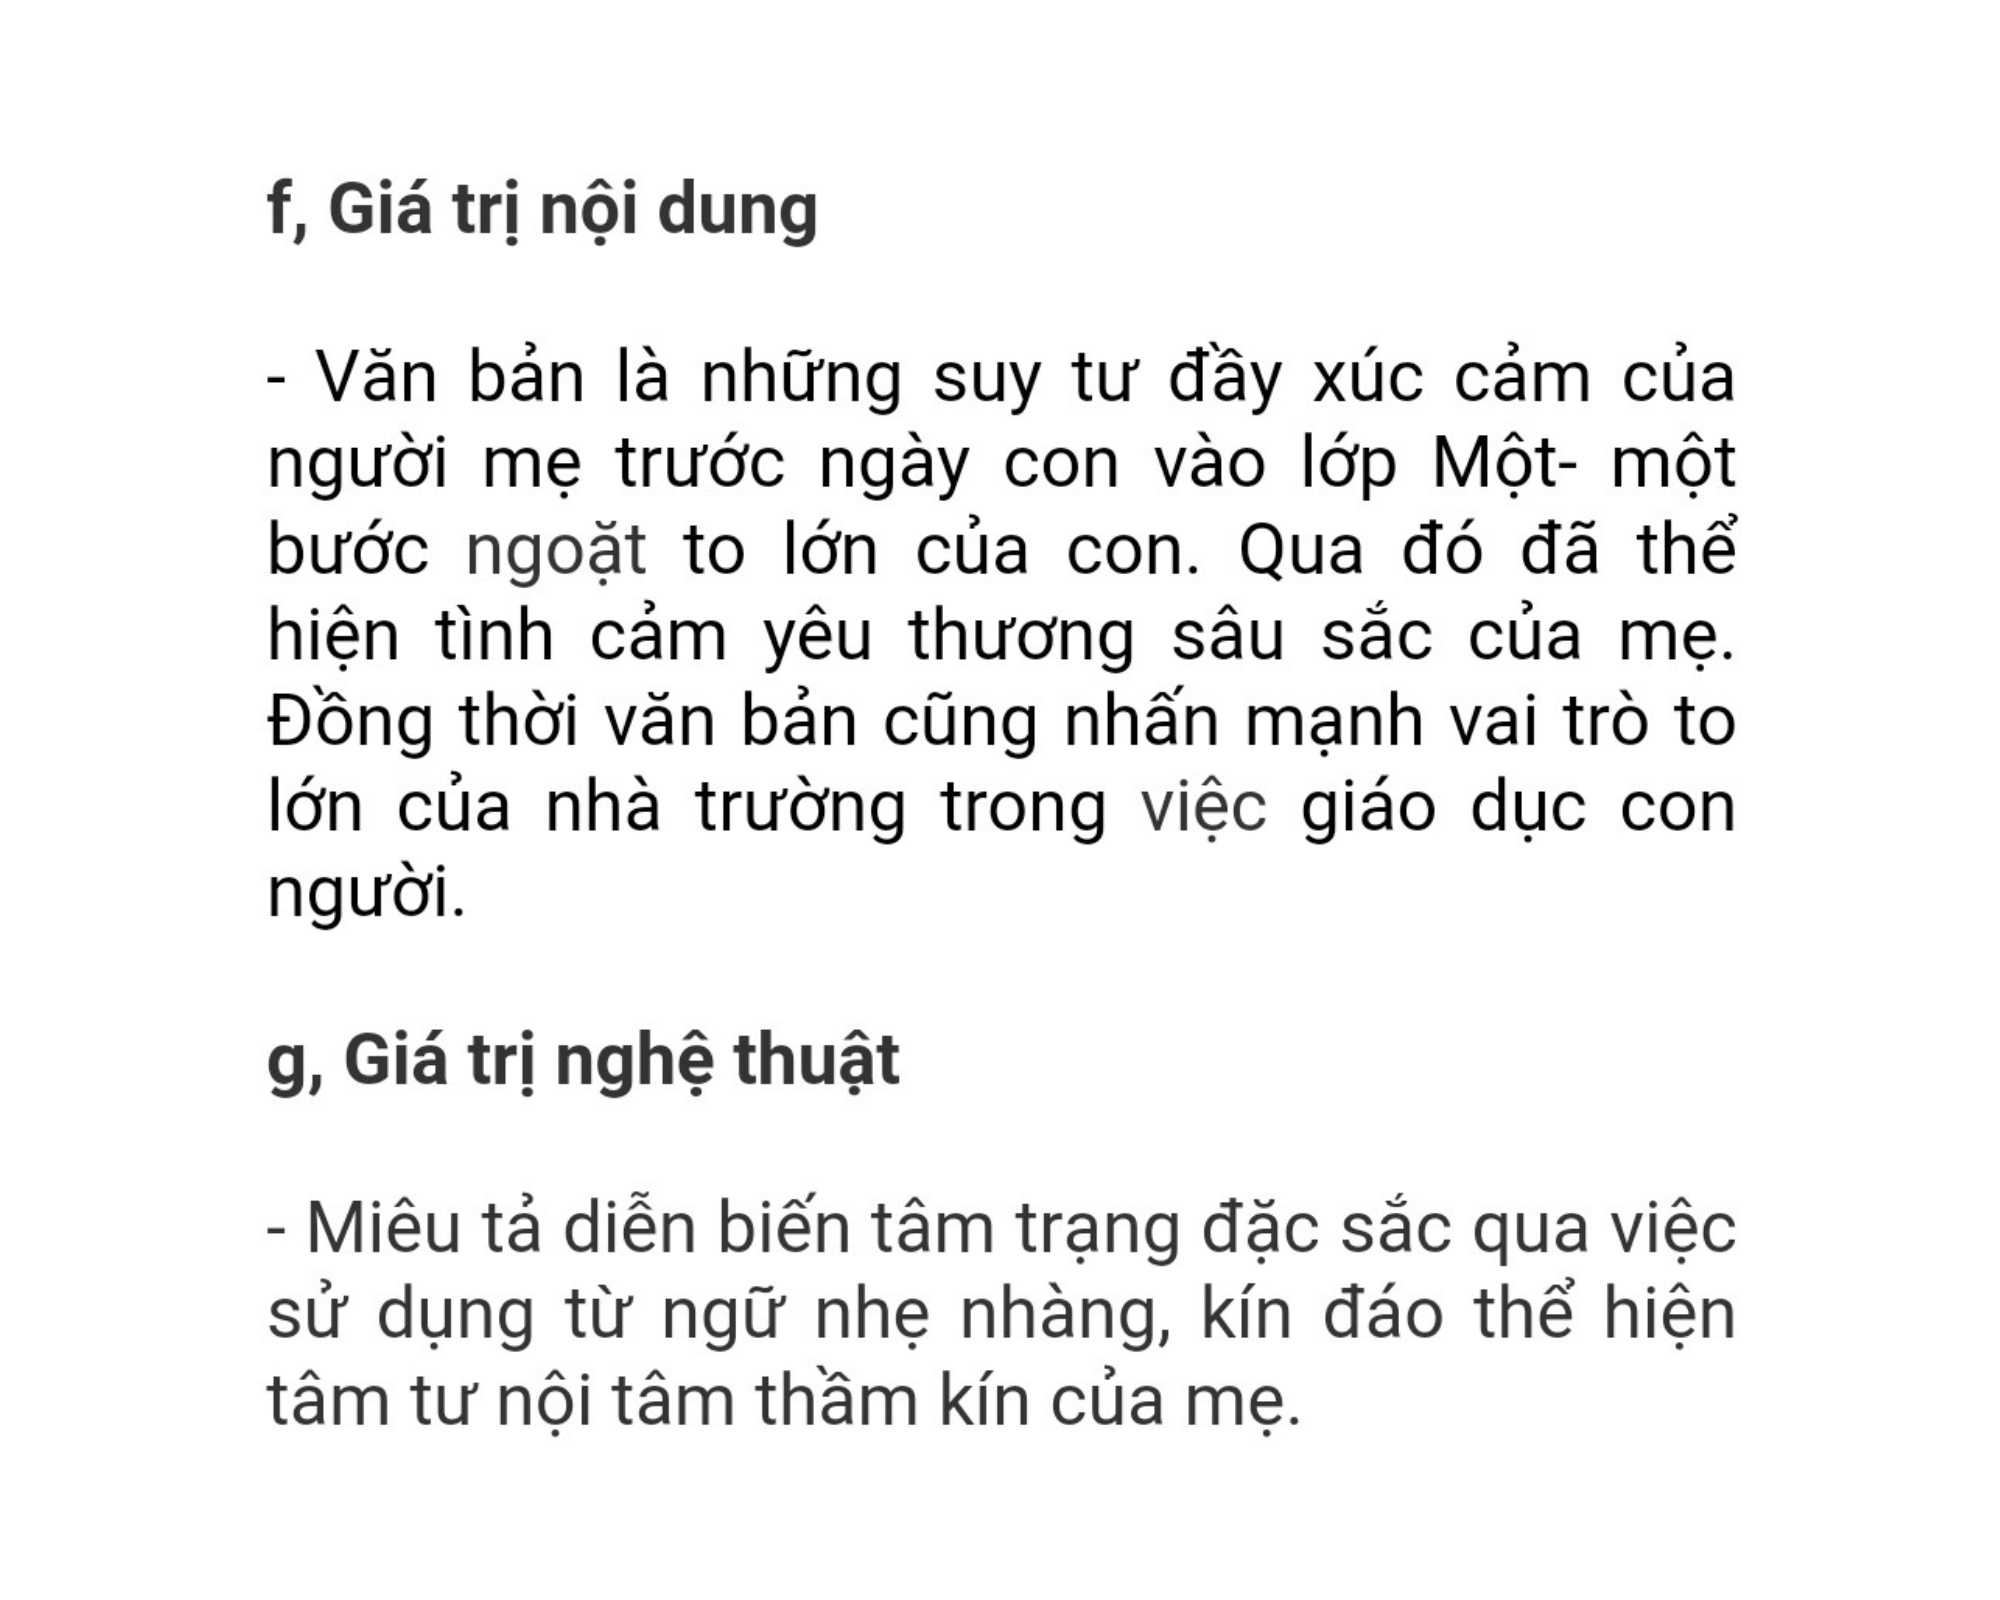 f, Giá trị nội dung
- Văn bản là những suy tư đầy xúc cảm của
người mẹ trước ngày con vào lớp Một- một
bước ngoặt to lớn của con. Qua đó đã thể
hiện tình cảm yêu thương sâu sắc của mẹ.
Đồng thời văn bản cũng nhấn mạnh vai trò to
lớn của nhà trường trong việc giáo dục con
người.
g, Giá trị nghệ thuật
- Miêu tả diễn biến tâm trạng đặc sắc qua việc
sử dụng từ ngữ nhẹ nhàng, kín đáo thể hiện
tâm tư nội tâm thầm kín của mẹ.